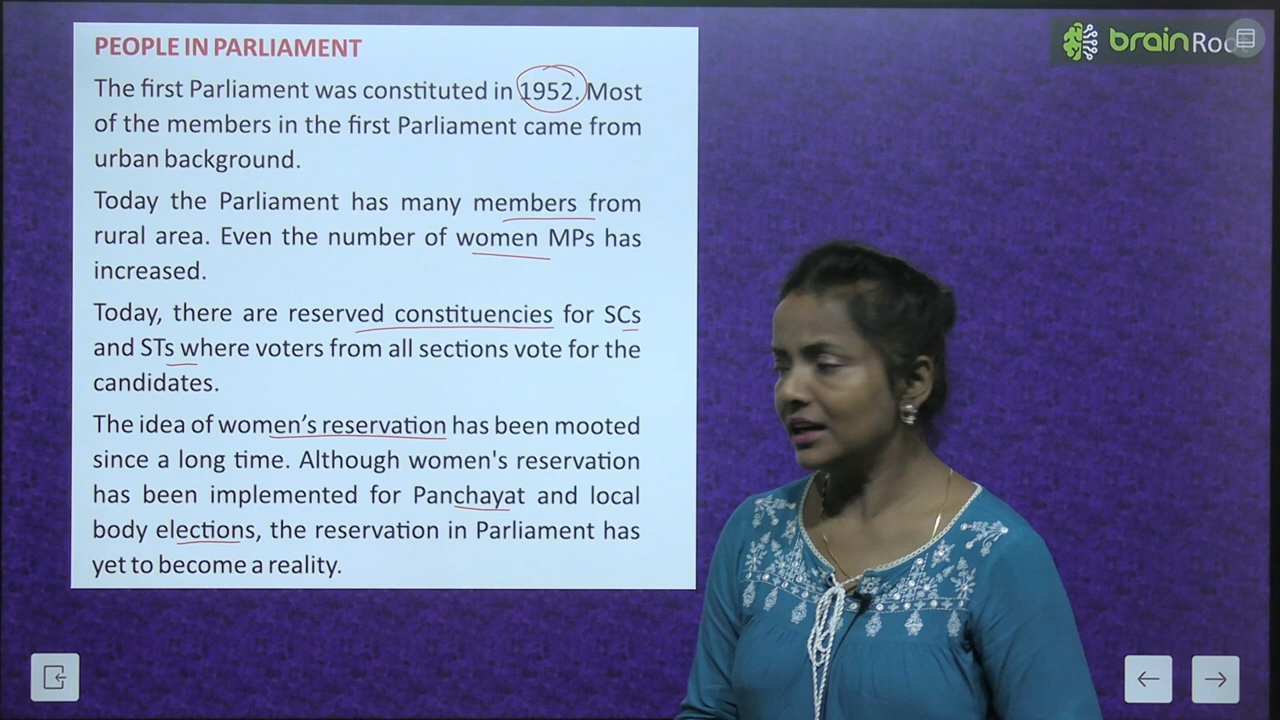 PEOPLE IN PARLIAMENT
The first Parliament was constituted in 1952. Most
of the members in the first Parliament came from
urban background.
Today the Parliament has many members from
rural area. Even the number of women MPs has
increased.
Today, there are reserved constituencies for SCs
and STs where voters from all sections vote for the
candidates.
The idea of women’s reservation has been mooted
since a long time. Although women's reservation
has been implemented for Panchayat and local
body elections, the reservation in Parliament has
yet to become a reality.
brain